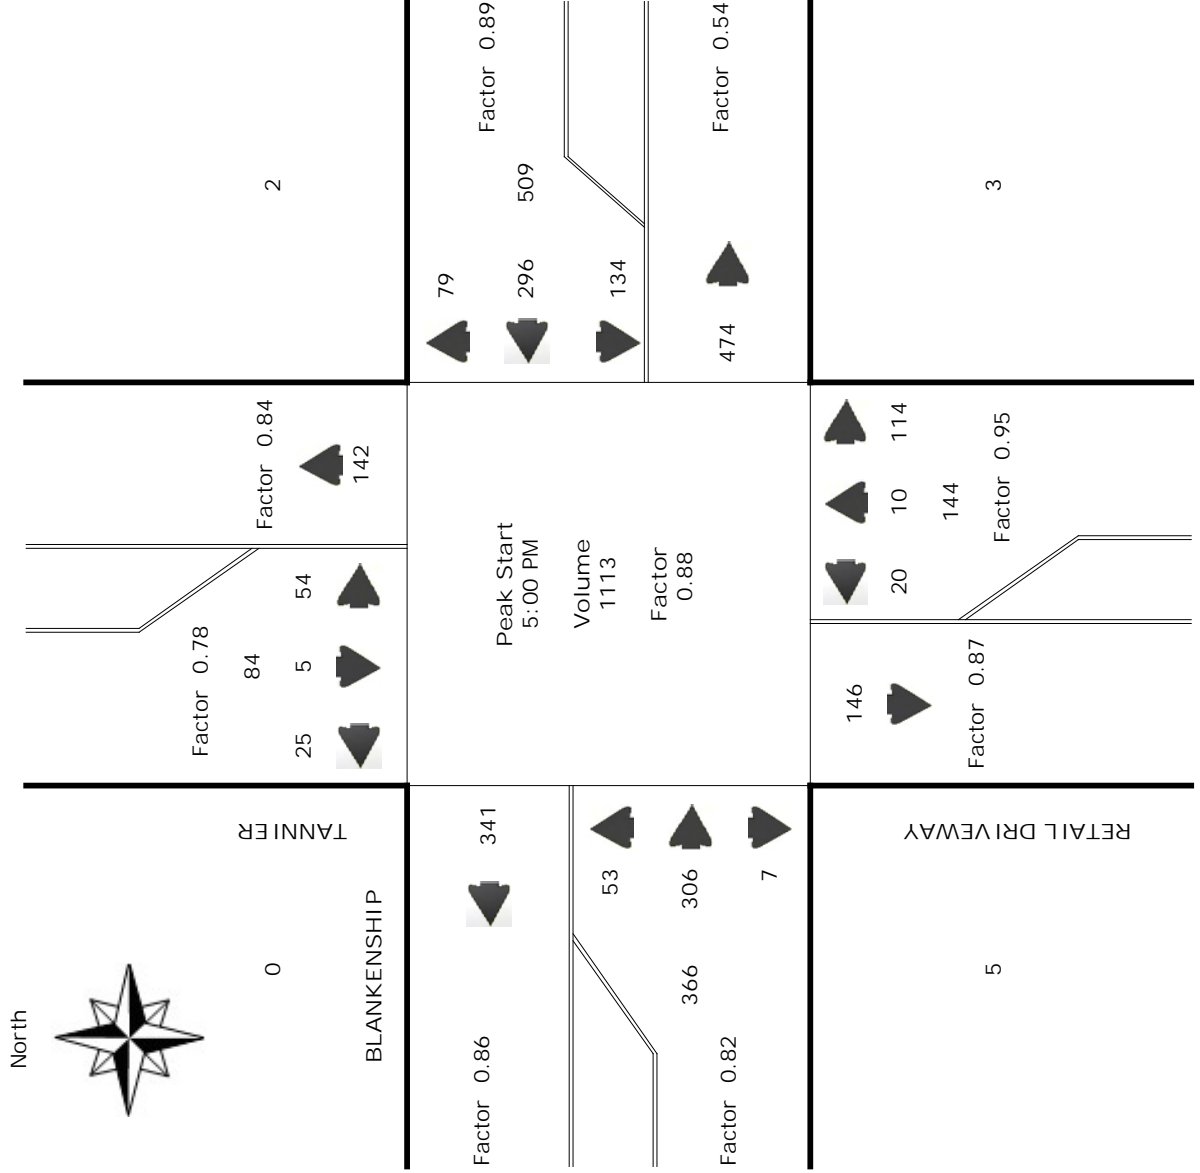 North
0
TANNIER
BLANKENSHIP
2
Factor 0.84
142
54
5
25
84
Factor 0.78
Factor 0.89
509
79
296
134
474
Factor 0.54
Peak Start
5:00 PM
Volume
1113
Factor
0.88
341
Factor 0.86
53
306
7
366
Factor 0.82
114
10
20
144
Factor 0.95
146
Factor 0.87
RETAIL DRIVEWAY
5
3